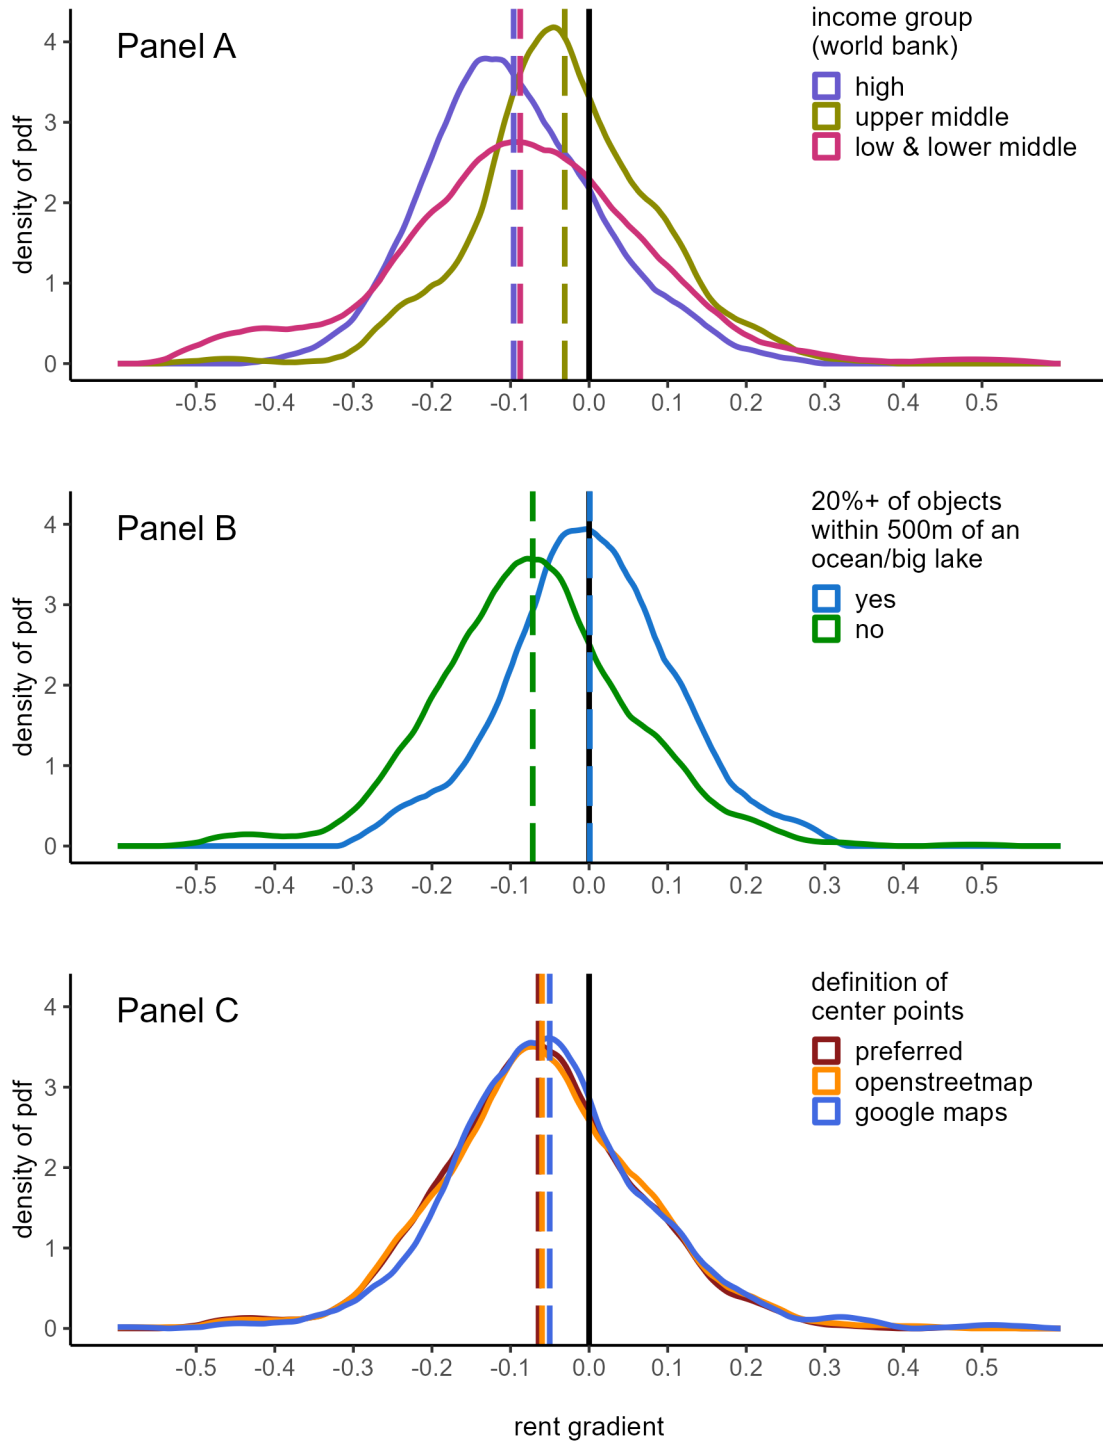 Panel A
income group
(world bank)
high
upper middle
low & lower middle
density of pdf
4
3
2
1
0
-0.5 -0.4 -0.3 -0.2 -0.1 0.0 0.1 0.2 0.3 0.4 0.5
Panel B
20%+ of objects
within 500m of an
ocean/big lake
yes
no
density of pdf
4
3
2
1
0
-0.5 -0.4 -0.3 -0.2 -0.1 0.0 0.1 0.2 0.3 0.4 0.5
Panel C
definition of
center points
preferred
openstreetmap
google maps
density of pdf
4
3
2
1
0
-0.5 -0.4 -0.3 -0.2 -0.1 0.0 0.1 0.2 0.3 0.4 0.5
rent gradient